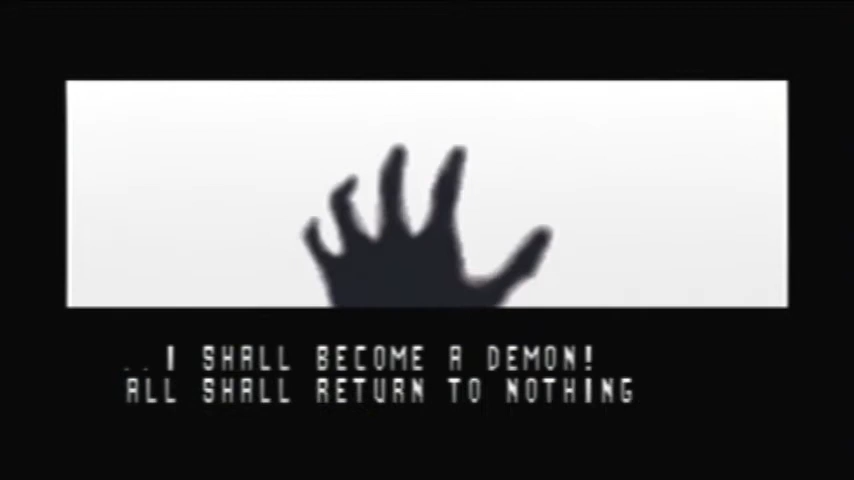 ..I SHALL BECOME A DEMON!
ALL SHALL RETURN TO NOTHING